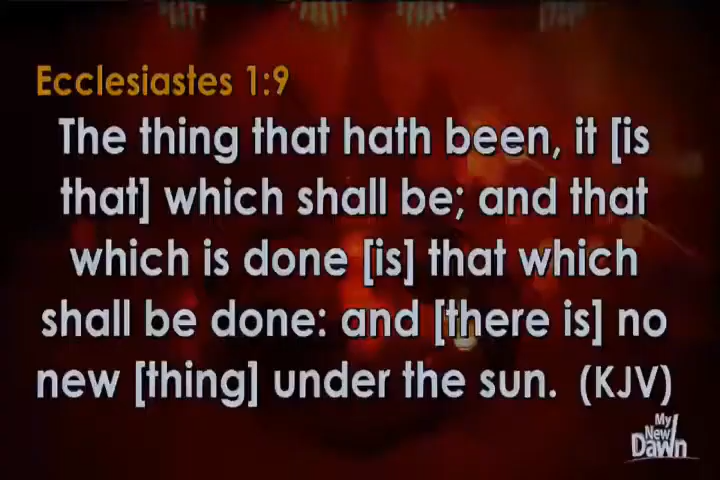 Ecclesiastes 1:9
The thing that hath been, it [is
that] which shall be; and that
which is done [is] that which
shall be done: and [there is] no
new [thing] under the sun. (KJV)
My
New
Dawn